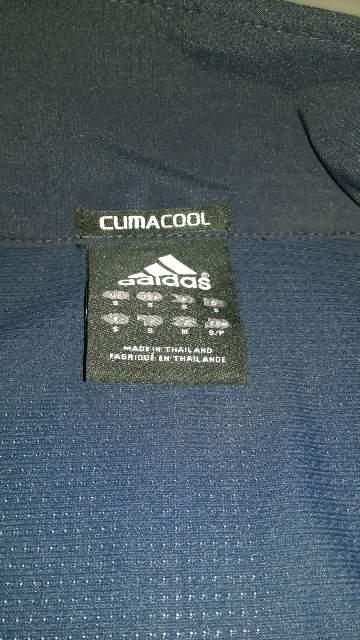 CLIMACOOL
adidas
S S S S
S S M S/P
MADE IN THAILAND
FABRIQUÉ EN THAILANDE